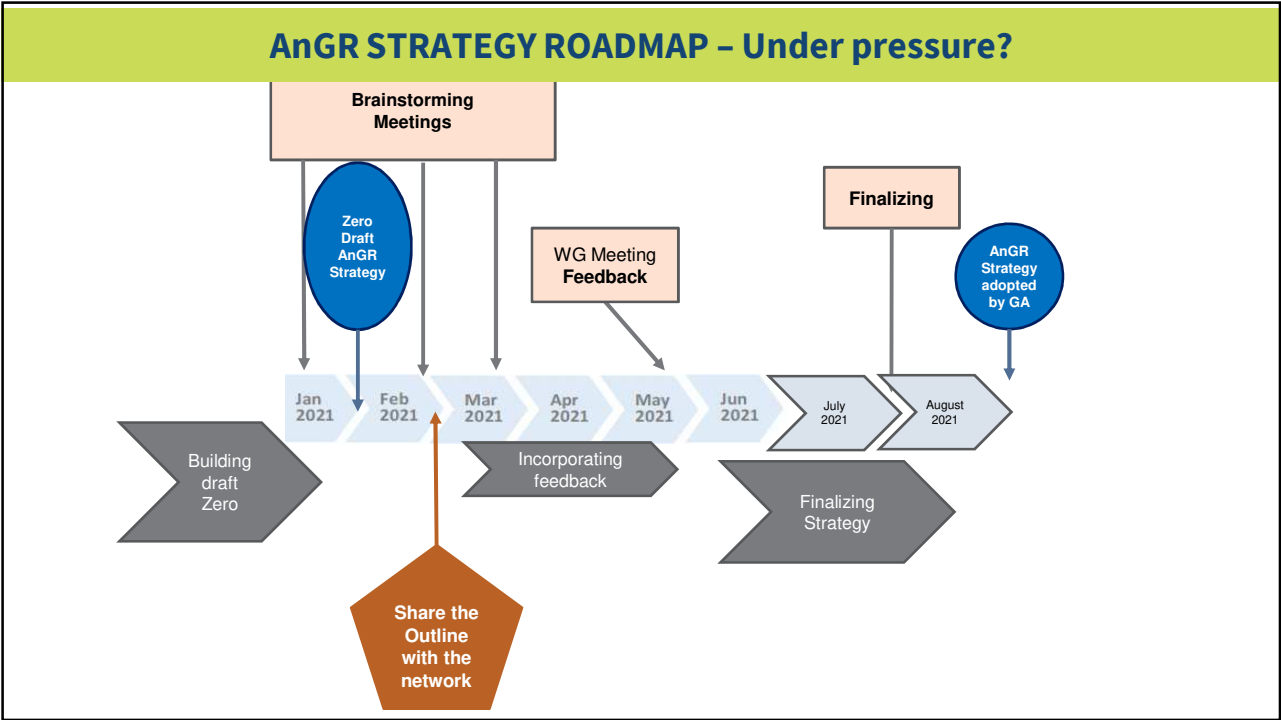 AnGR STRATEGY ROADMAP – Under pressure?
Brainstorming
Meetings
Zero
Draft
AnGR
Strategy
WG Meeting
Feedback
Finalizing
AnGR
Strategy
adopted
by GA
Jan
2021
Feb
2021
Mar
2021
Apr
2021
May
2021
Jun
2021
July
2021
August
2021
Building
draft
Zero
Incorporating
feedback
Finalizing
Strategy
Share the
Outline
with the
network